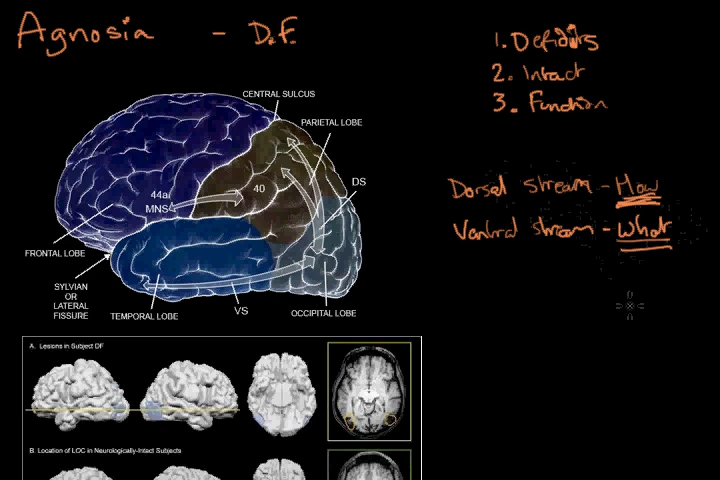 Agnosia - D.F.
1. Deficits
2. Intact
3. Function
CENTRAL SULCUS
PARIETAL LOBE
DS
44a/
MNS
40
Dorsal stream - How
Ventral stream - What
FRONTAL LOBE
SYLVIAN
OR
LATERAL
FISSURE
TEMPORAL LOBE
VS
OCCIPITAL LOBE
A. Lesions in Subject DF
B. Location of LOC in Neurologically-Intact Subjects